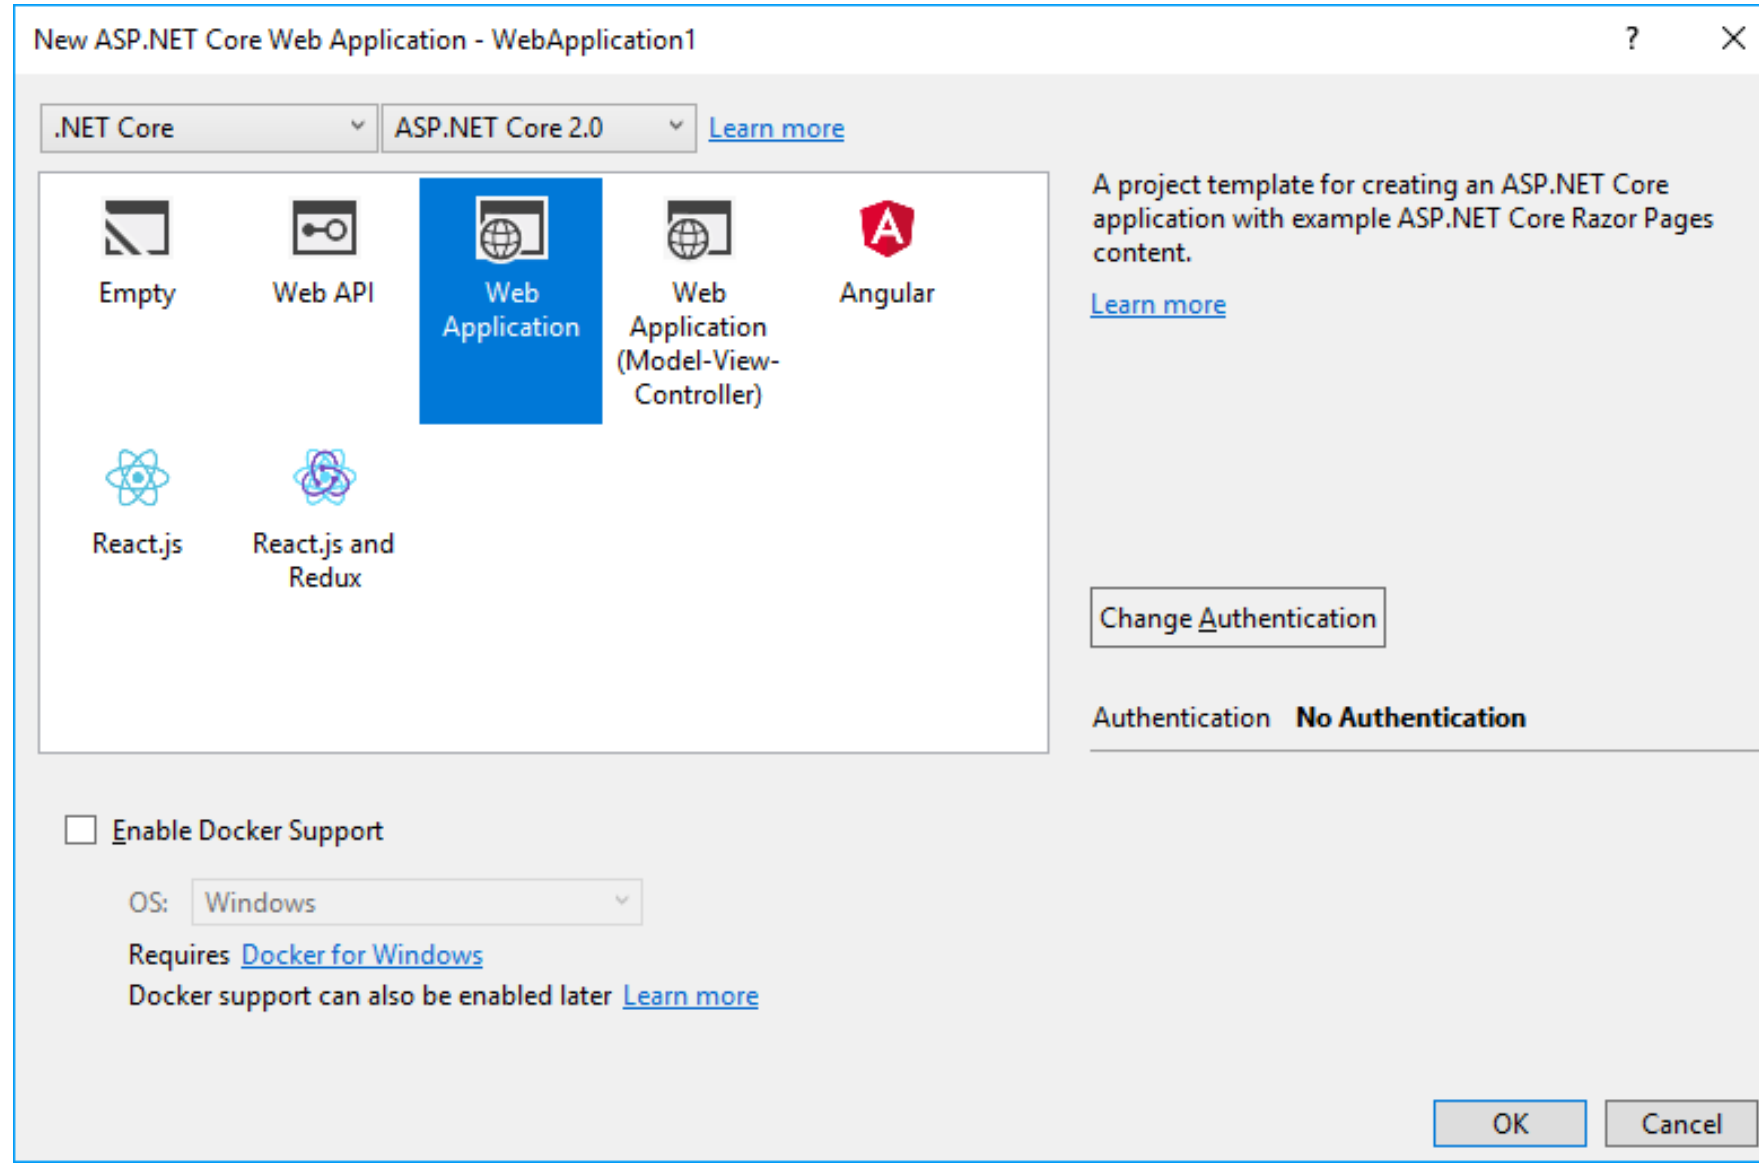 New ASP.NET Core Web Application - WebApplication1
?
.NET Core
ASP.NET Core 2.0
Learn more
Empty
Web API
Web
Application
Web
Application
(Model-View-
Controller)
Angular
React.js
React.js and
Redux
A project template for creating an ASP.NET Core
application with example ASP.NET Core Razor Pages
content.
Learn more
Change Authentication
Authentication No Authentication
Enable Docker Support
OS: Windows
Requires Docker for Windows
Docker support can also be enabled later Learn more
OK
Cancel